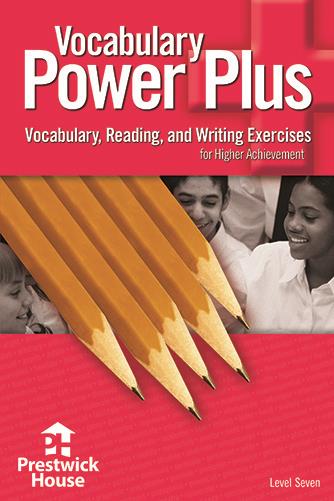 Vocabulary
Power Plus
Vocabulary, Reading, and Writing Exercises
for Higher Achievement
Prestwick
House
Level Seven